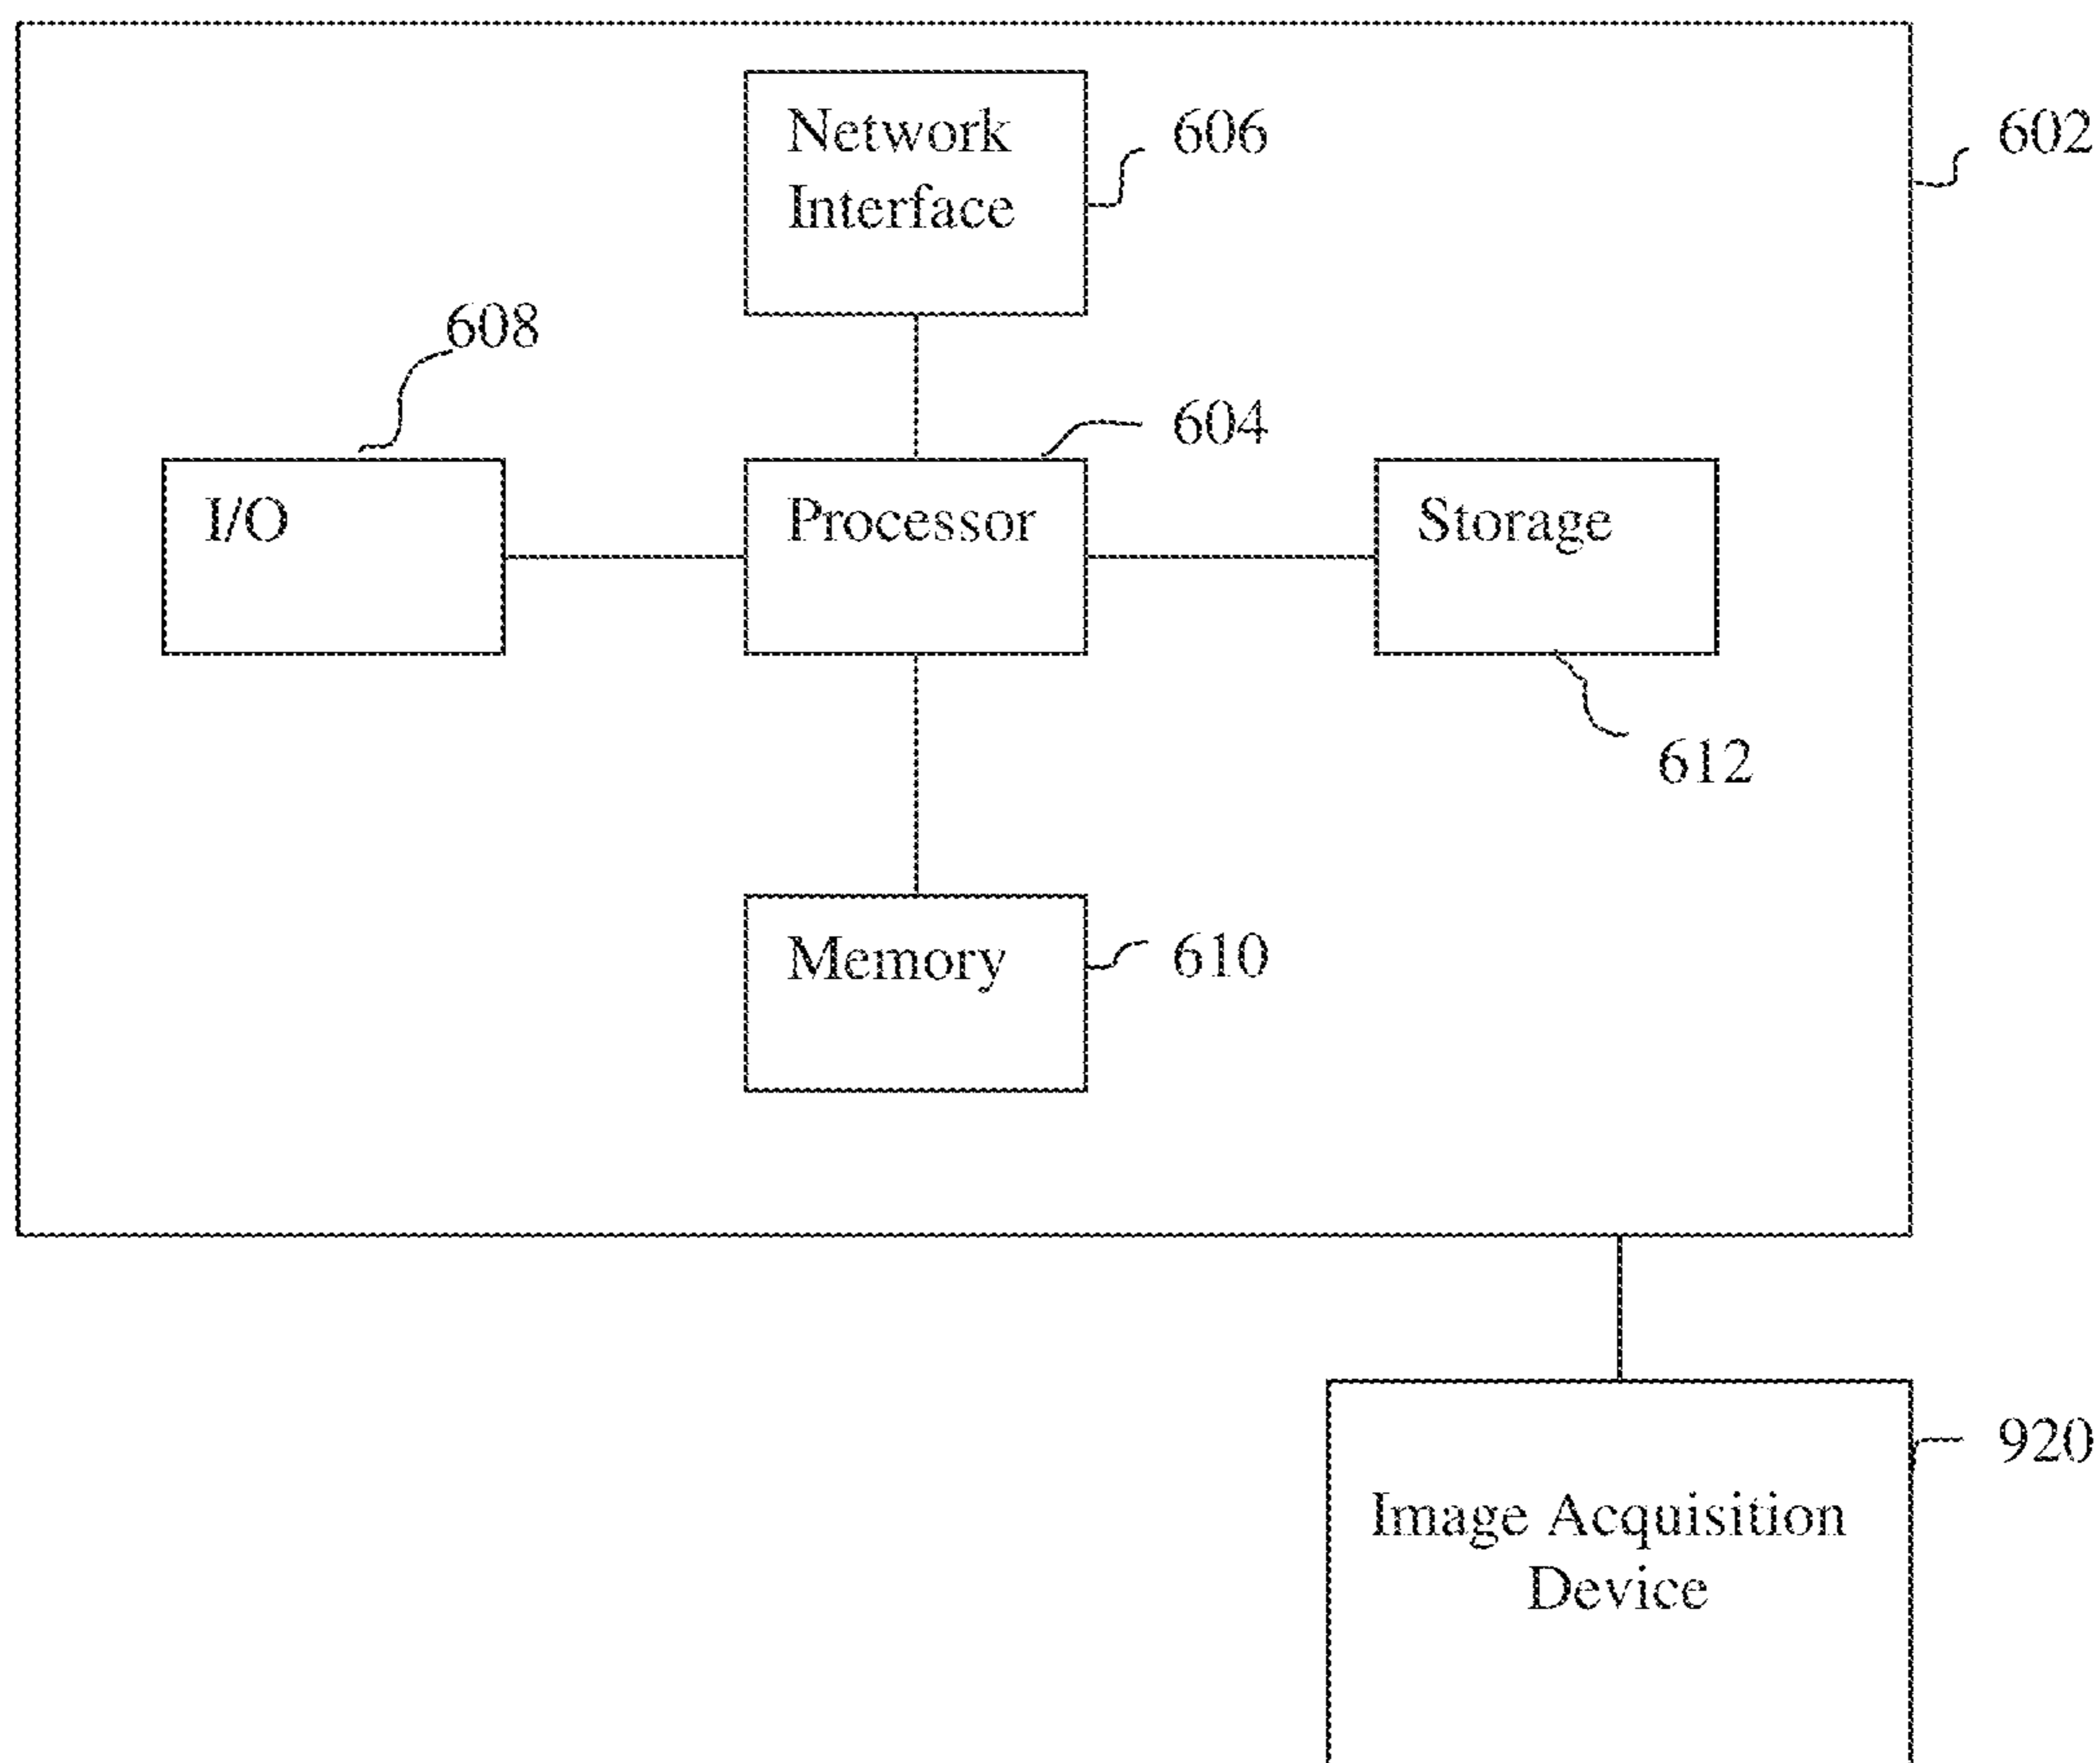 Network
Interface
606
602
608
604
I/O
Processor
Storage
612
Memory
610
920
Image Acquisition
Device